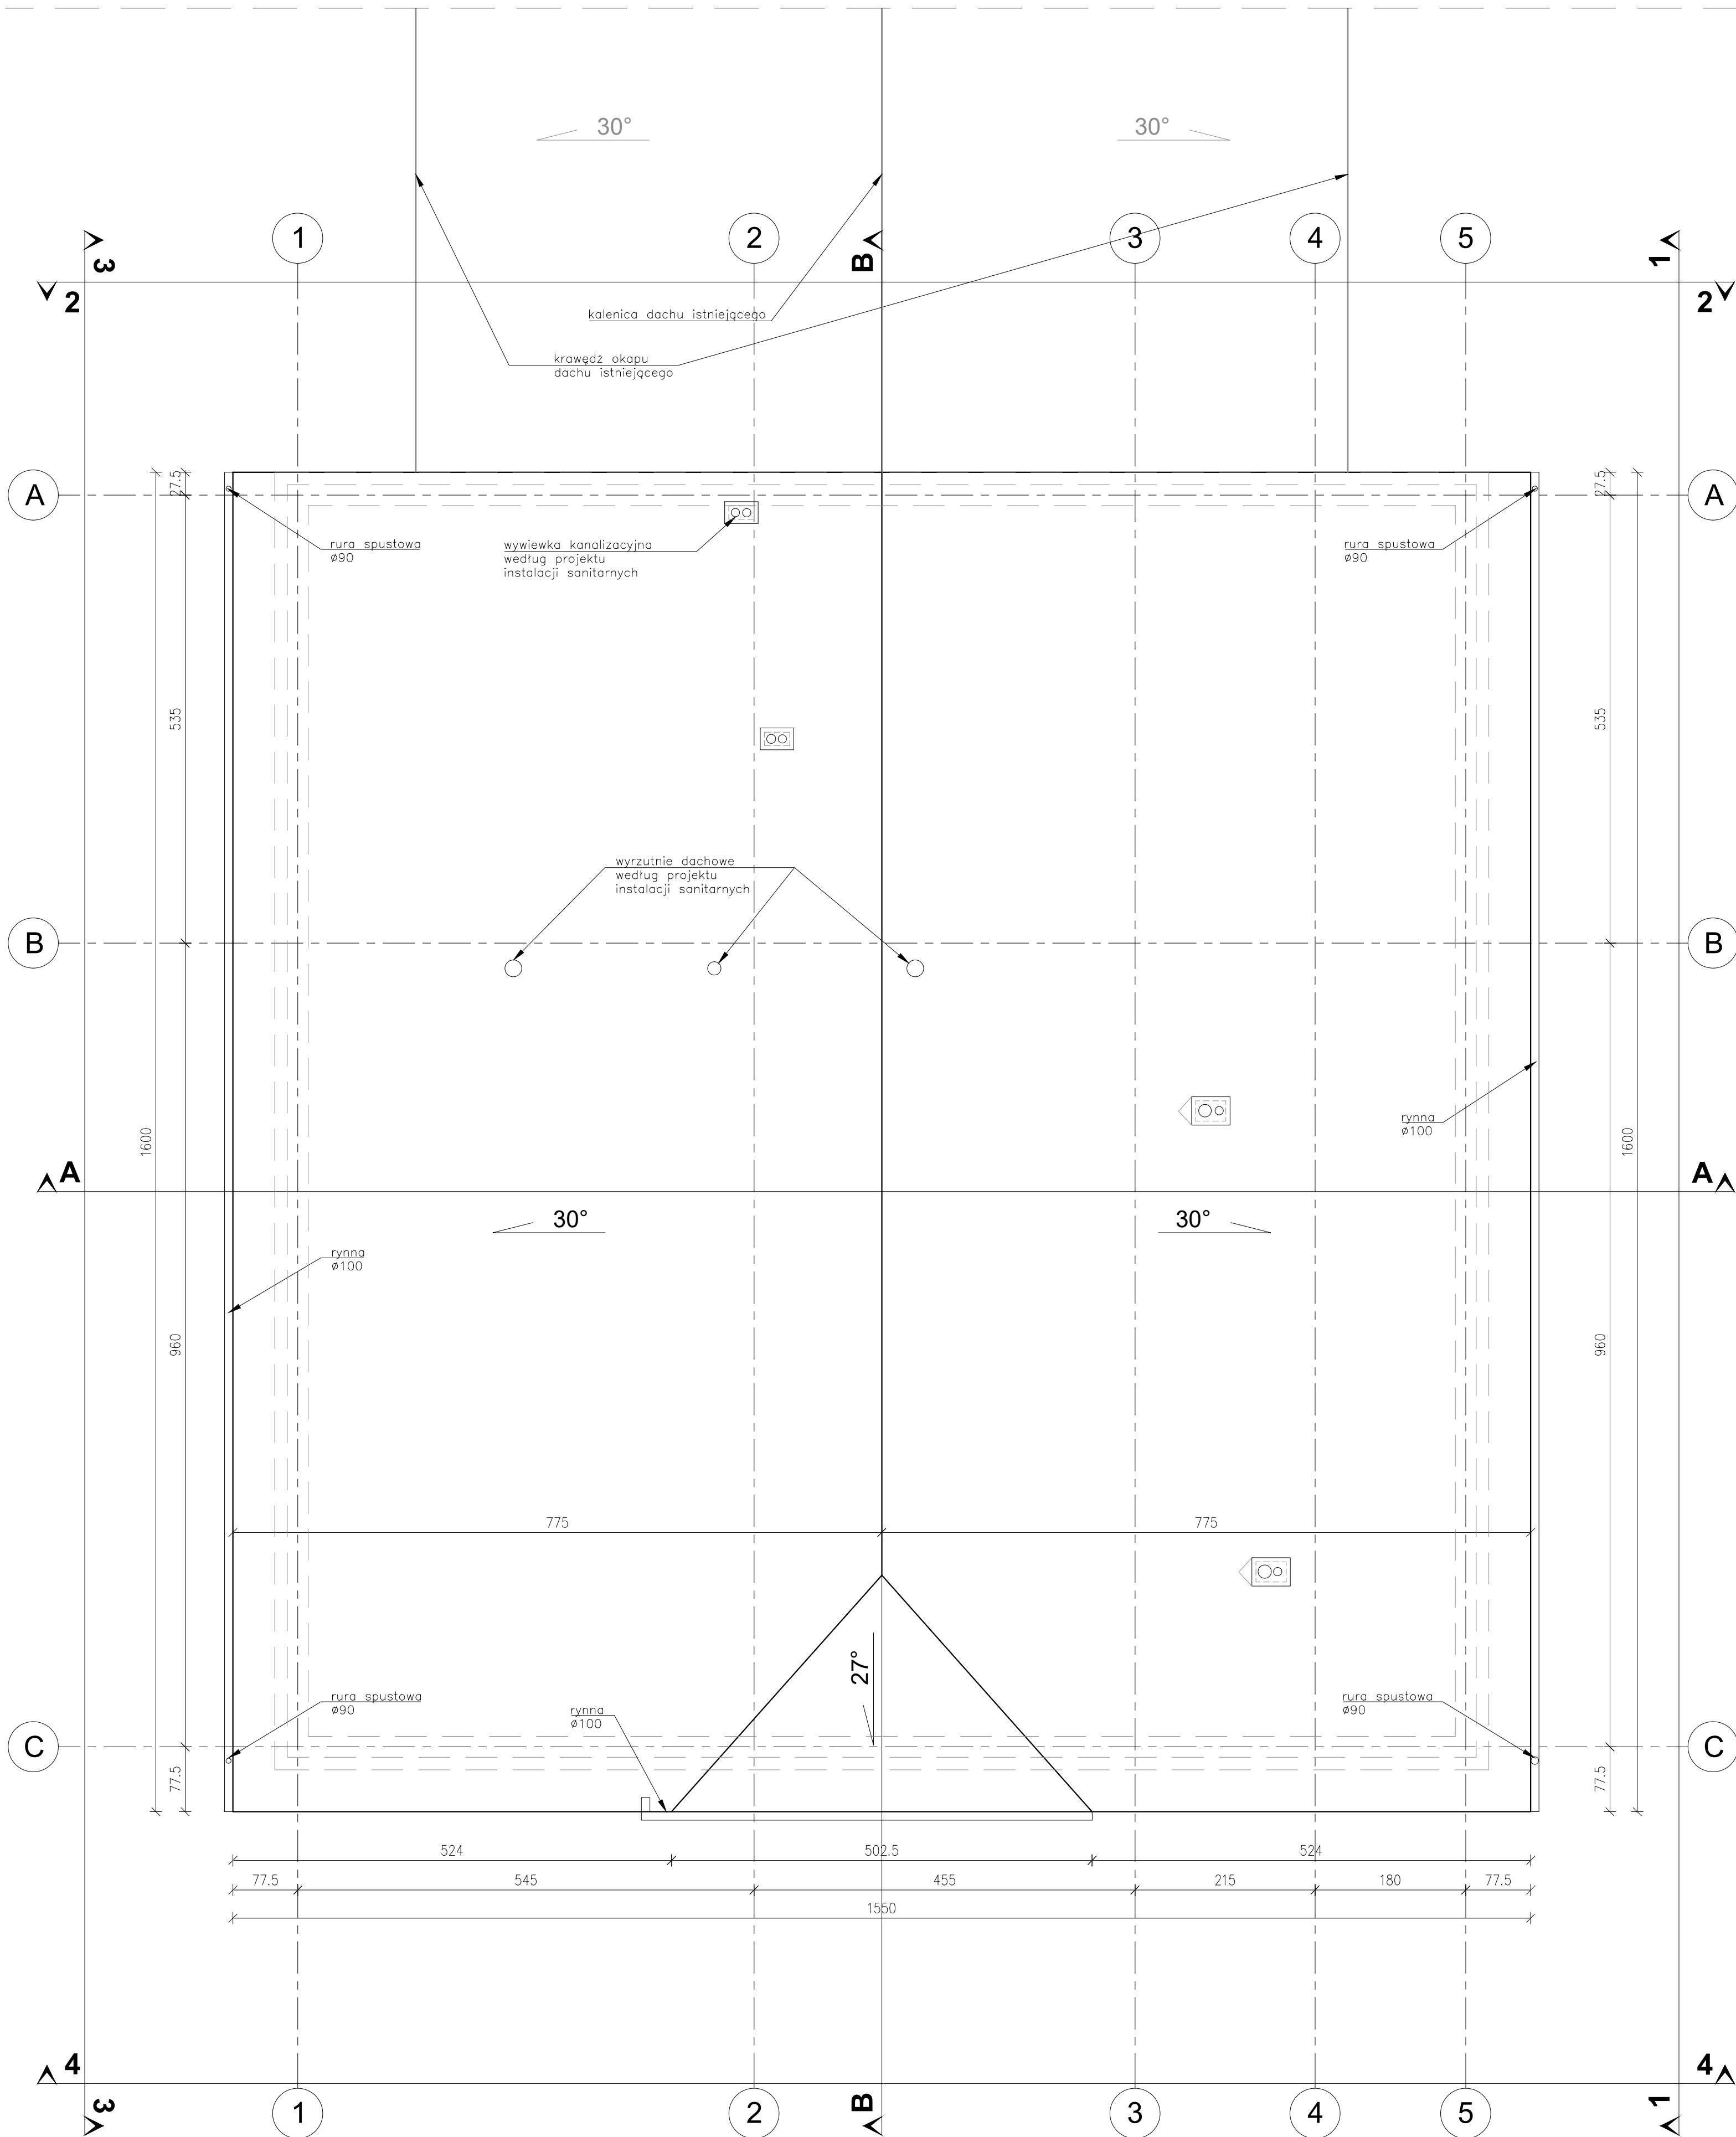 30°
30°
1
2
B
3
4
5
3
1
2
2
kalenica dachu istniejącego
krawędź okapu
dachu istniejącego
A
27.5
27.5
A
rura spustowa
ø90
wywiewka kanalizacyjna
według projektu
instalacji sanitarnych
rura spustowa
ø90
535
535
wyrzutnie dachowe
według projektu
instalacji sanitarnych
B
B
1600
rynna
ø100
1600
A
A
30°
30°
rynna
ø100
960
960
775
775
27°
rura spustowa
ø90
rynna
ø100
rura spustowa
ø90
C
77.5
77.5
C
524
502.5
524
77.5
545
455
215
180
77.5
1550
4
4
3
1
2
B
3
4
5
1